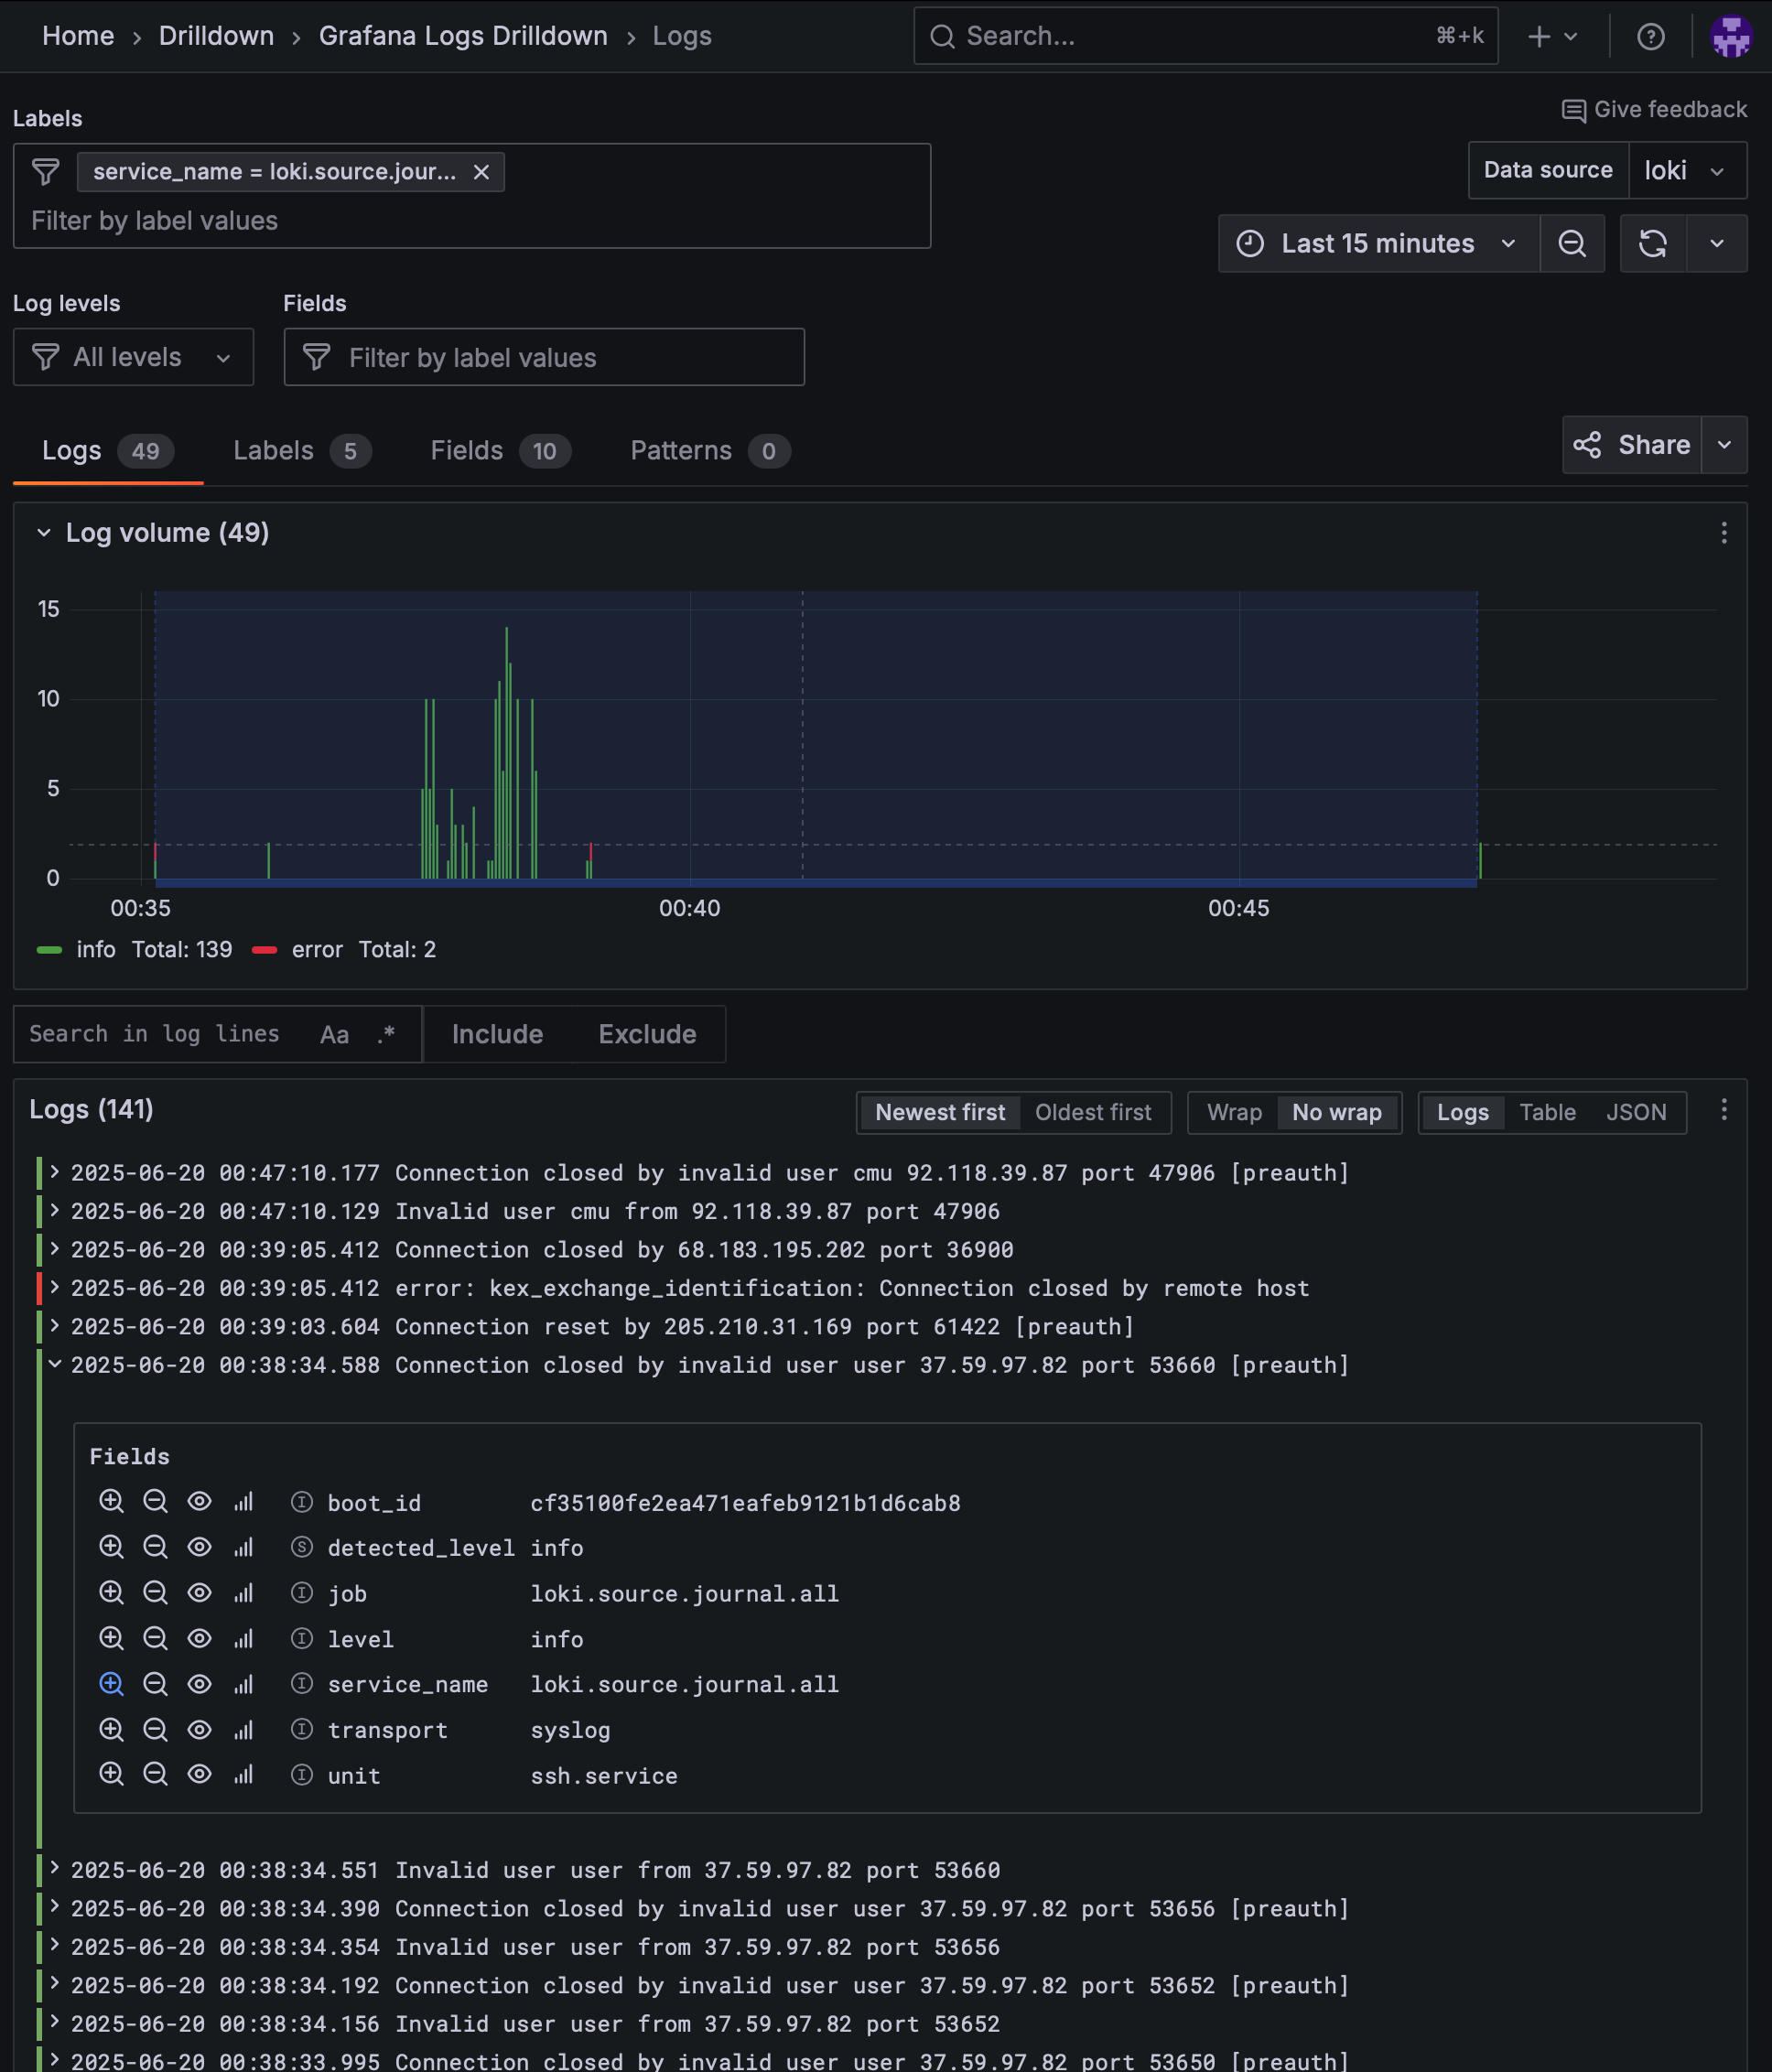 Home › Drilldown › Grafana Logs Drilldown › Logs
Search... ⌘+k
Give feedback
Labels
service_name = loki.source.jour...
Filter by label values
Data source loki
Last 15 minutes
Log levels Fields
All levels Filter by label values
Logs 49 Labels 5 Fields 10 Patterns 0
Share
Log volume (49)
15
10
5
0
00:35 00:40 00:45
info Total: 139 error Total: 2
Search in log lines Aa .* Include Exclude
Logs (141)
Newest first Oldest first Wrap No wrap Logs Table JSON
2025-06-20 00:47:10.177 Connection closed by invalid user cmu 92.118.39.87 port 47906 [preauth]
2025-06-20 00:47:10.129 Invalid user cmu from 92.118.39.87 port 47906
2025-06-20 00:39:05.412 Connection closed by 68.183.195.202 port 36900
2025-06-20 00:39:05.412 error: kex_exchange_identification: Connection closed by remote host
2025-06-20 00:39:03.604 Connection reset by 205.210.31.169 port 61422 [preauth]
2025-06-20 00:38:34.588 Connection closed by invalid user user 37.59.97.82 port 53660 [preauth]
Fields
I boot_id cf35100fe2ea471eafeb9121b1d6cab8
S detected_level info
I job loki.source.journal.all
I level info
I service_name loki.source.journal.all
I transport syslog
I unit ssh.service
2025-06-20 00:38:34.551 Invalid user user from 37.59.97.82 port 53660
2025-06-20 00:38:34.390 Connection closed by invalid user user 37.59.97.82 port 53656 [preauth]
2025-06-20 00:38:34.354 Invalid user user from 37.59.97.82 port 53656
2025-06-20 00:38:34.192 Connection closed by invalid user user 37.59.97.82 port 53652 [preauth]
2025-06-20 00:38:34.156 Invalid user user from 37.59.97.82 port 53652
2025-06-20 00:38:33.995 Connection closed by invalid user user 37.59.97.82 port 53650 [preauth]